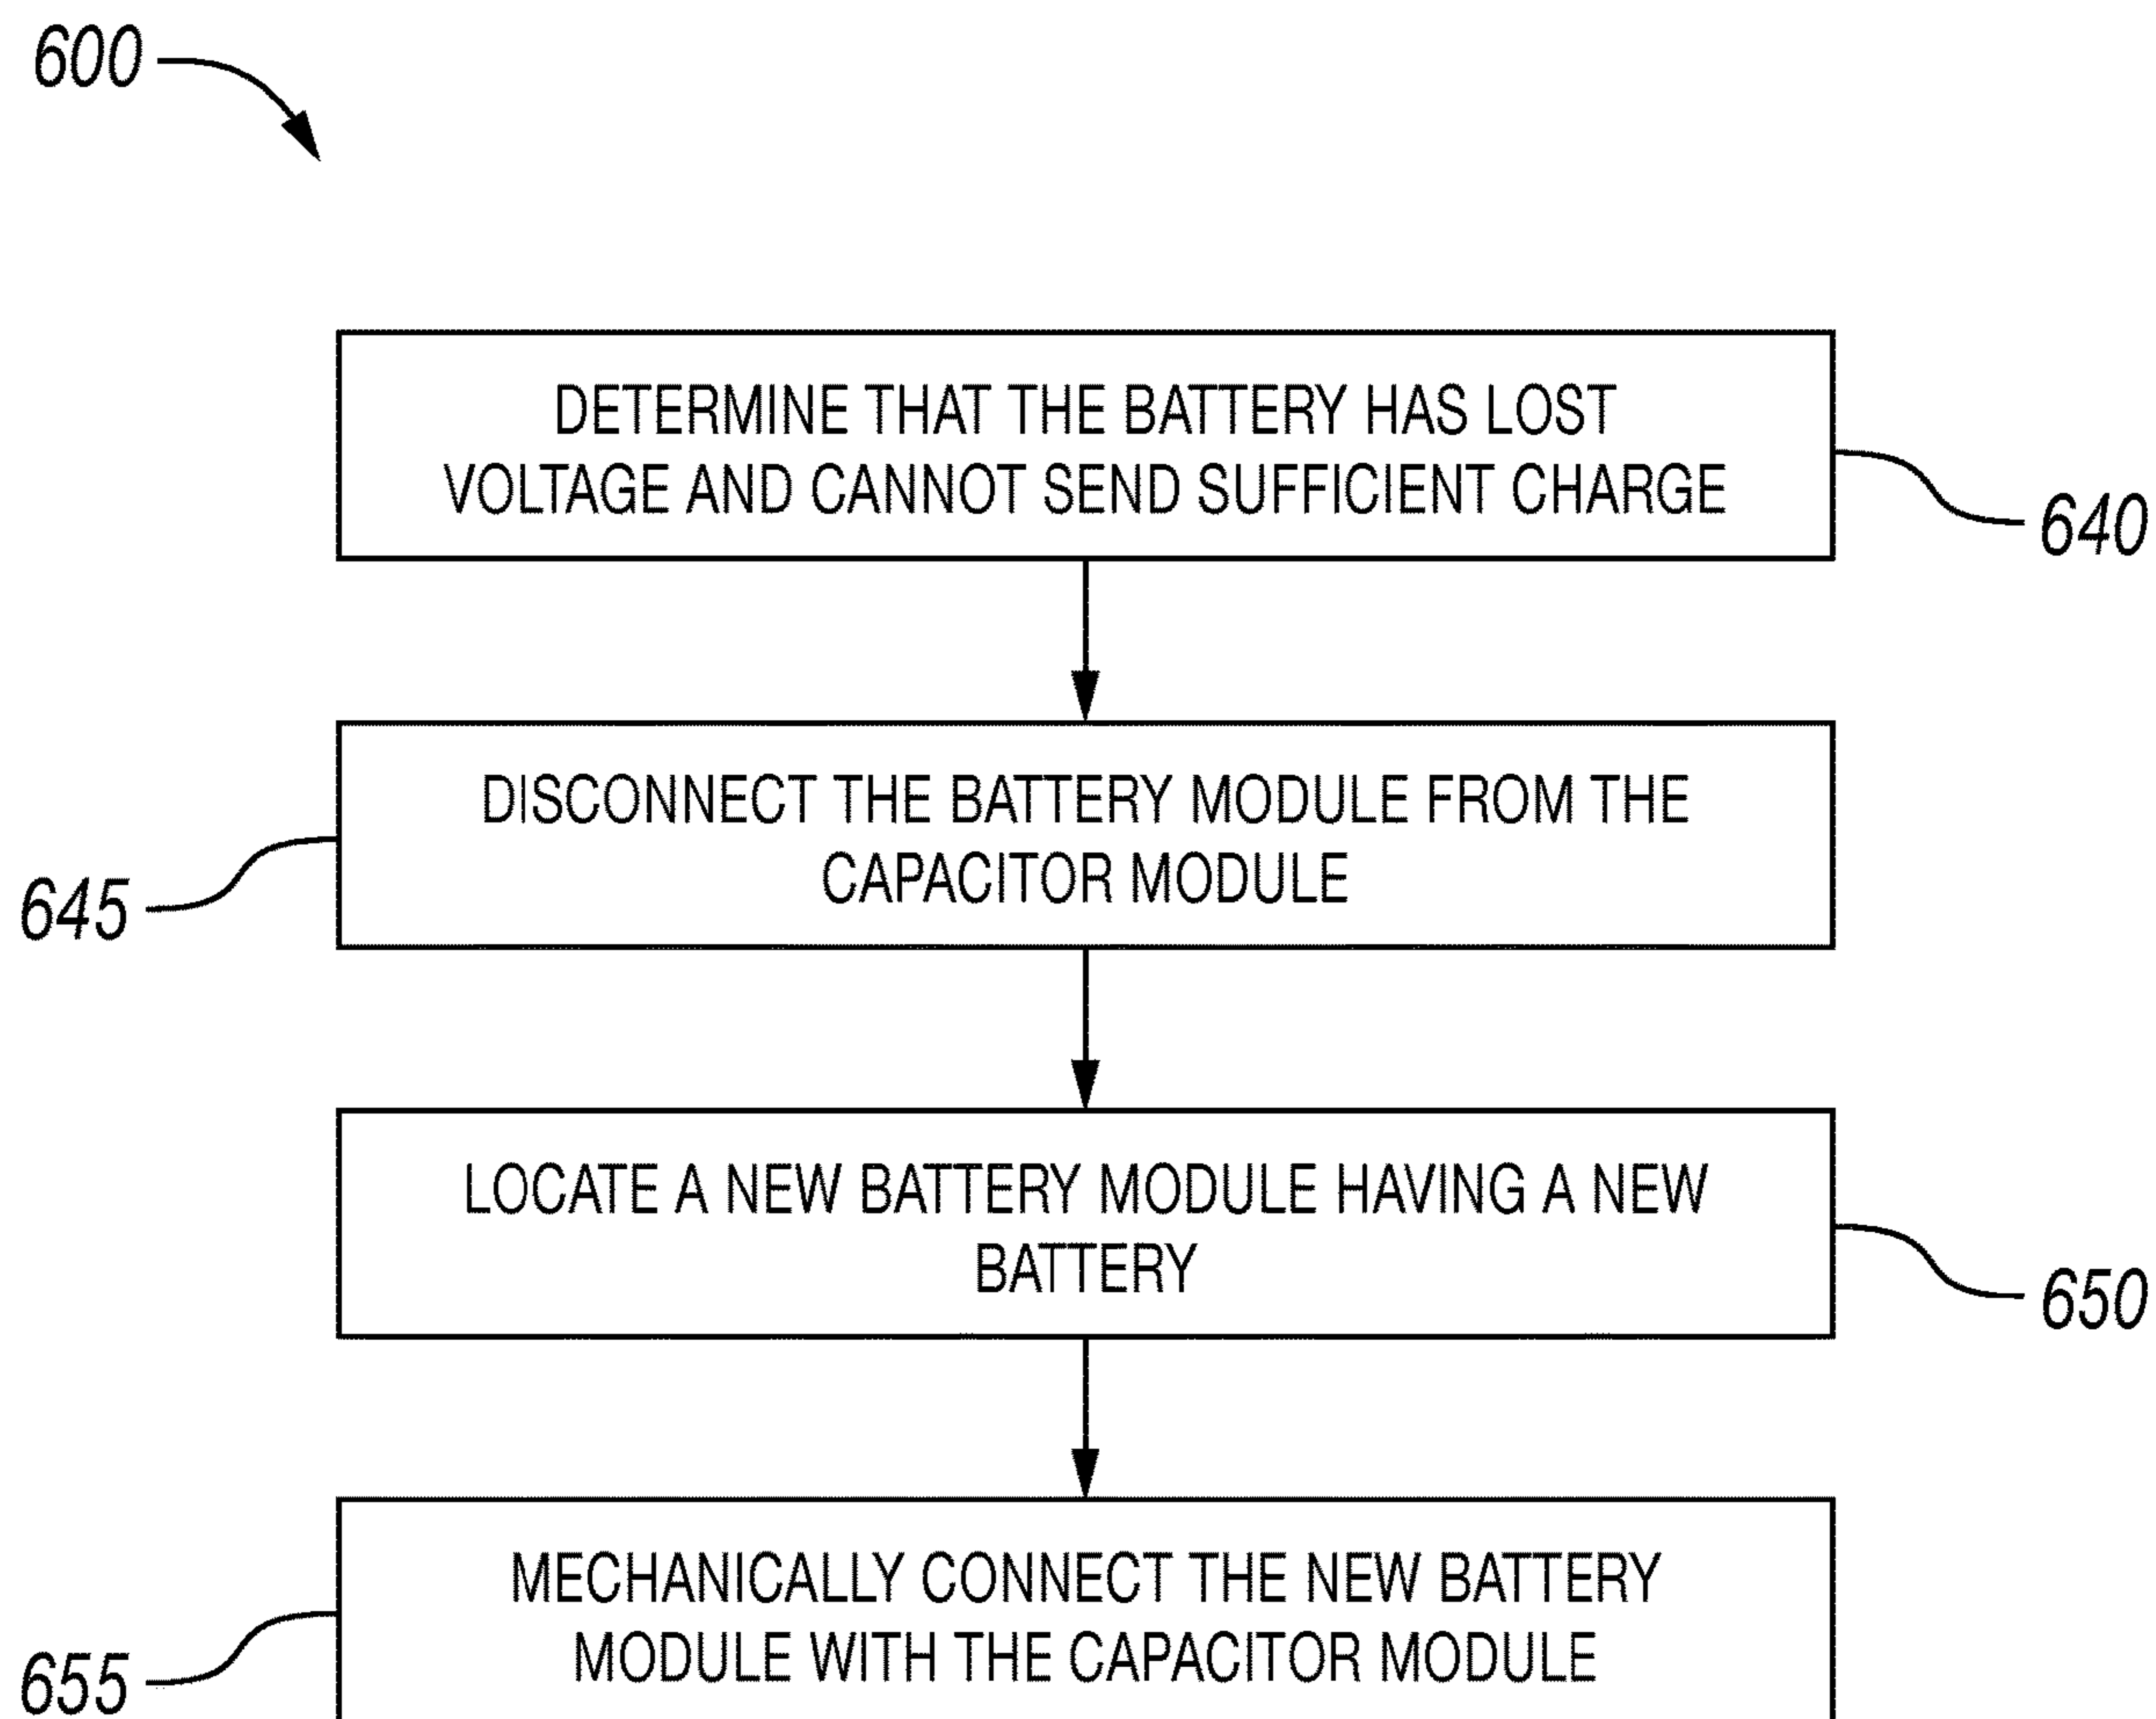 600
DETERMINE THAT THE BATTERY HAS LOST
VOLTAGE AND CANNOT SEND SUFFICIENT CHARGE
640
DISCONNECT THE BATTERY MODULE FROM THE
CAPACITOR MODULE
645
LOCATE A NEW BATTERY MODULE HAVING A NEW
BATTERY
650
MECHANICALLY CONNECT THE NEW BATTERY
MODULE WITH THE CAPACITOR MODULE
655